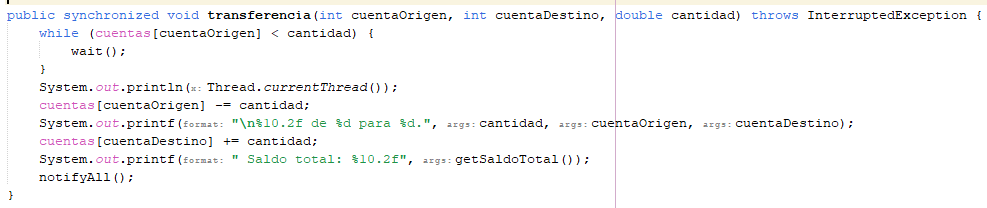 public synchronized void transferencia(int cuentaOrigen, int cuentaDestino, double cantidad) throws InterruptedException {
    while (cuentas[cuentaOrigen] < cantidad) {
        wait();
    }
    System.out.println(x: Thread.currentThread());
    cuentas[cuentaOrigen] -= cantidad;
    System.out.printf(format: "\n%10.2f de %d para %d.", args: cantidad, args: cuentaOrigen, args: cuentaDestino);
    cuentas[cuentaDestino] += cantidad;
    System.out.printf(format: " Saldo total: %10.2f", args: getSaldoTotal());
    notifyAll();
}